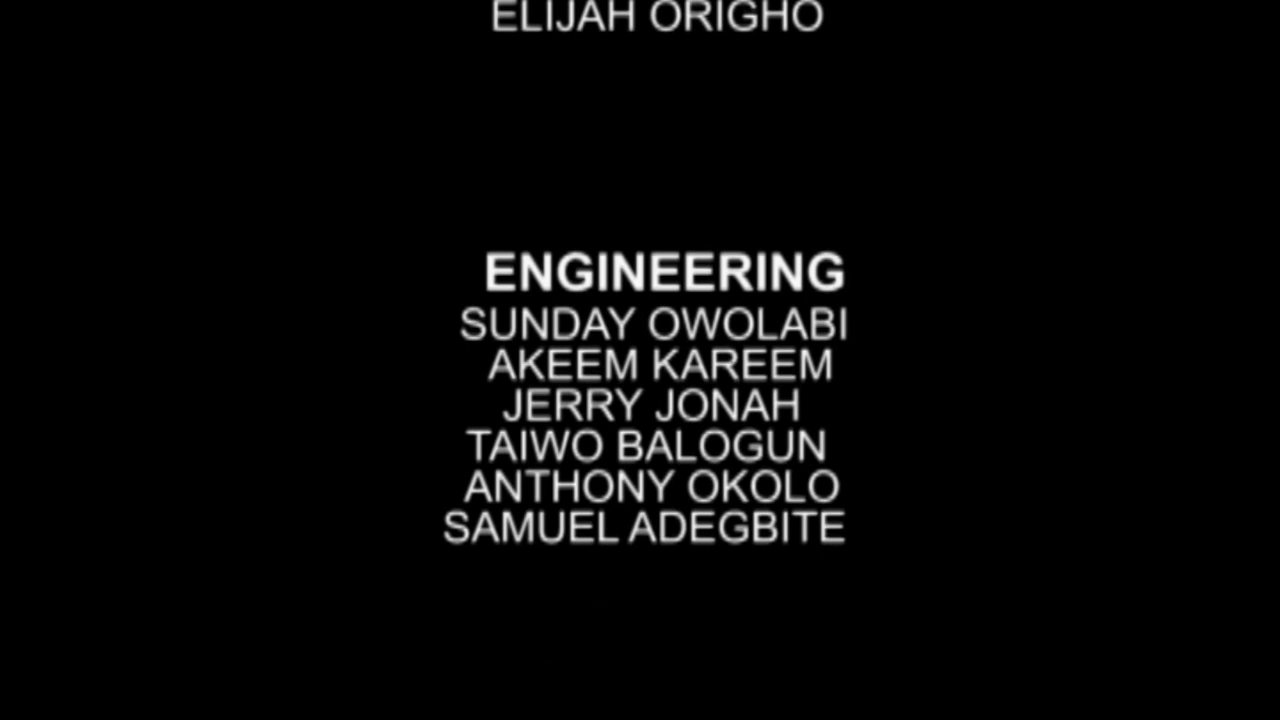 ELIJAH ORIGHO
ENGINEERING
SUNDAY OWOLABI
AKEEM KAREEM
JERRY JONAH
TAIWO BALOGUN
ANTHONY OKOLO
SAMUEL ADEGBITE